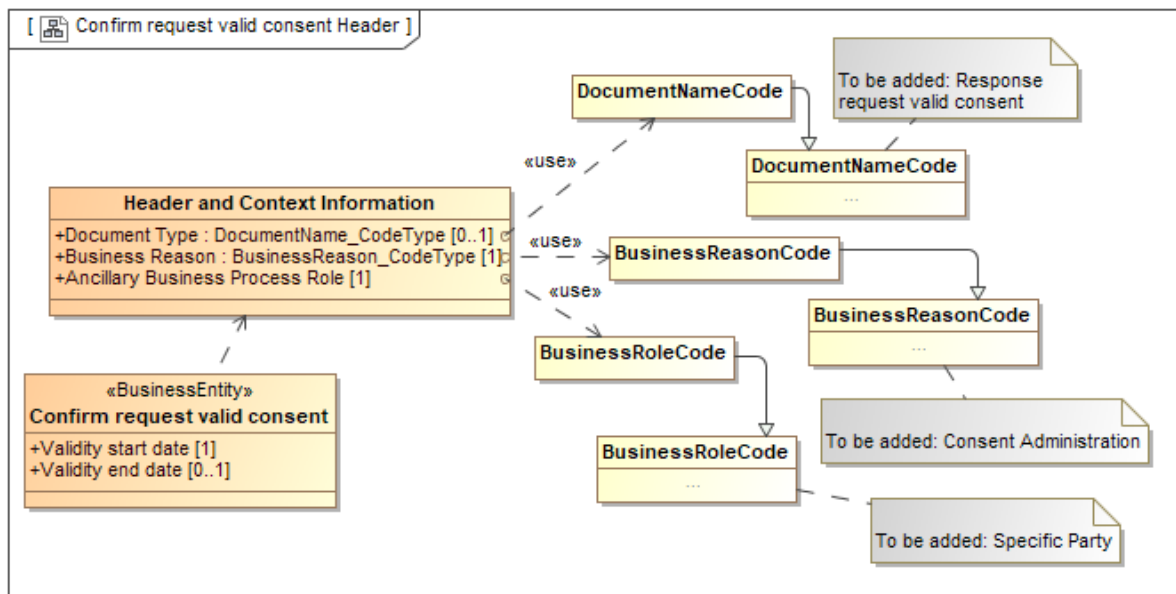 [ Confirm request valid consent Header ]
To be added: Response
request valid consent
DocumentNameCode
«use»
DocumentNameCode
...
Header and Context Information
+Document Type : DocumentName_CodeType [0..1]
+Business Reason : BusinessReason_CodeType [1]
+Ancillary Business Process Role [1]
«use»
BusinessReasonCode
«use»
BusinessReasonCode
...
BusinessRoleCode
«BusinessEntity»
Confirm request valid consent
+Validity start date [1]
+Validity end date [0..1]
To be added: Consent Administration
BusinessRoleCode
...
To be added: Specific Party